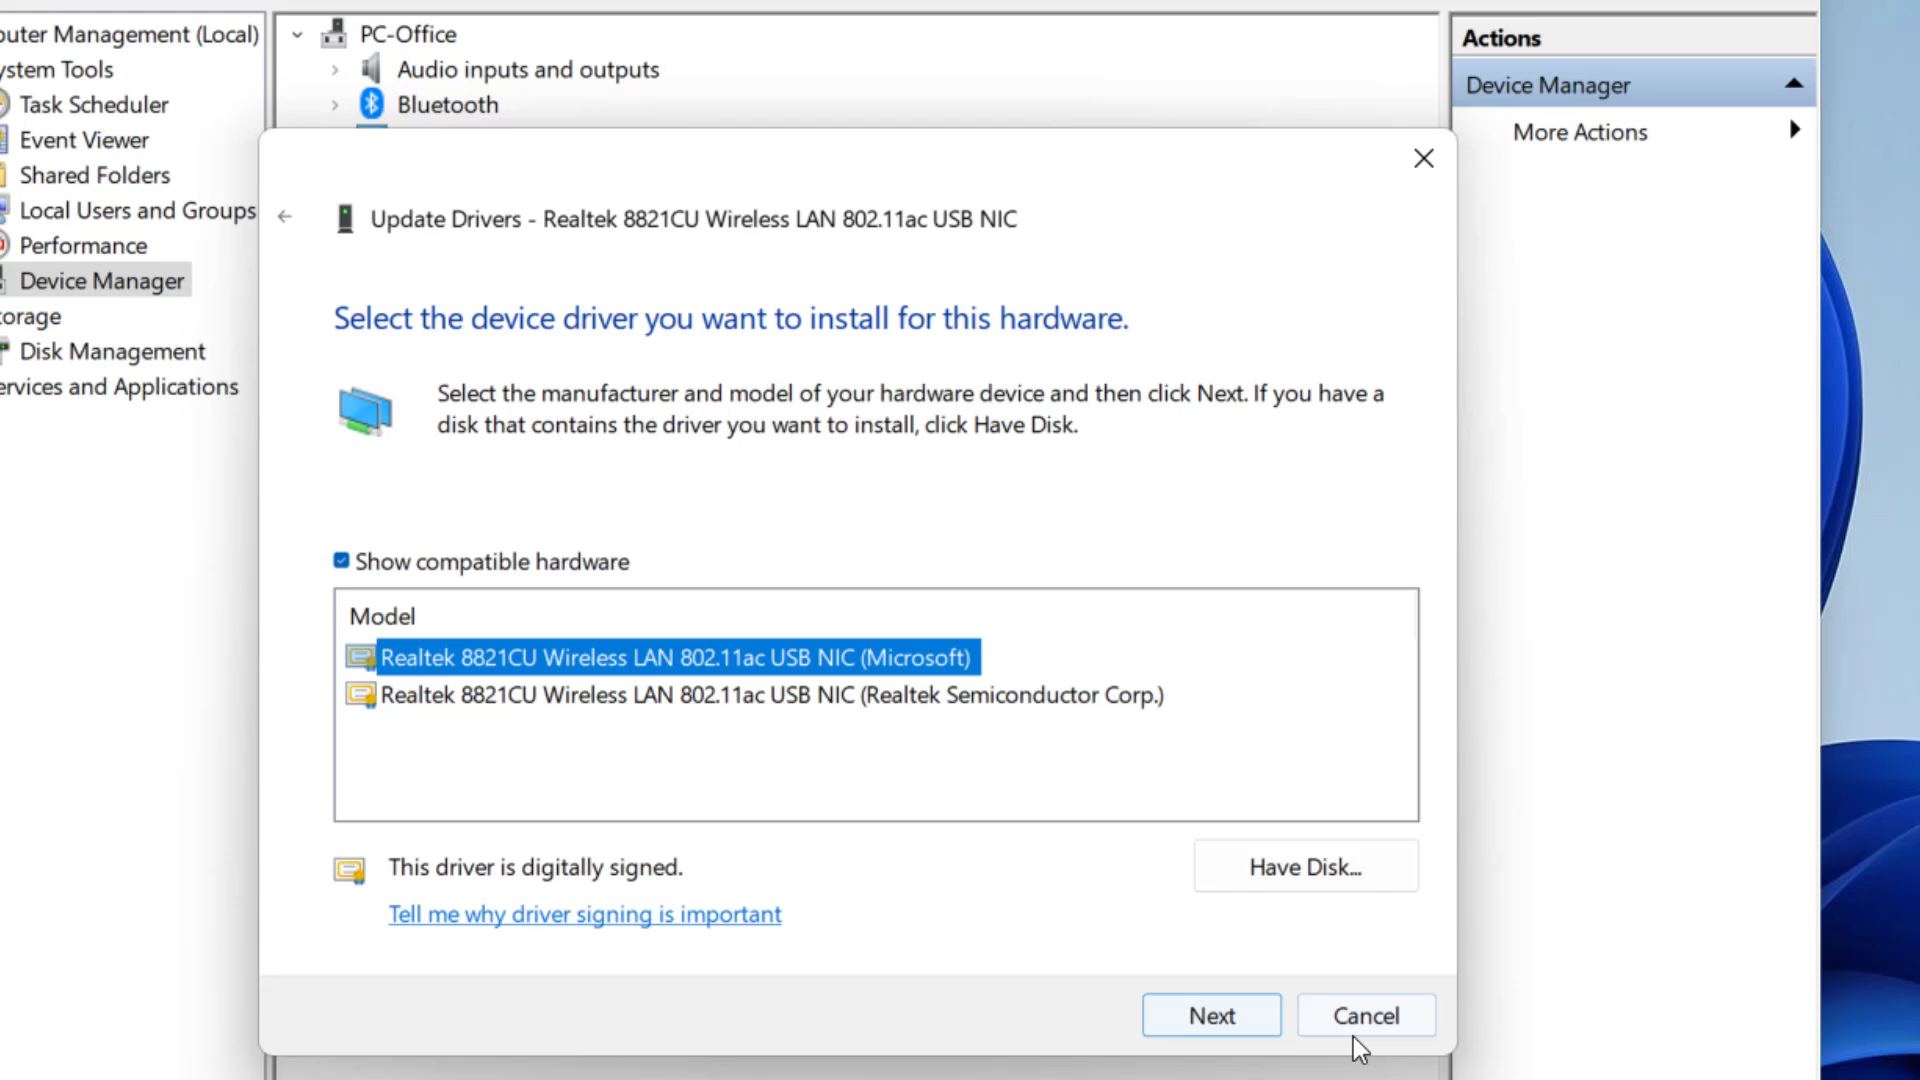 outer Management (Local)
ystem Tools
Task Scheduler
Event Viewer
Shared Folders
Local Users and Groups
Performance
Device Manager
torage
Disk Management
ervices and Applications
PC-Office
Audio inputs and outputs
Bluetooth
Actions
Device Manager
More Actions
Update Drivers - Realtek 8821CU Wireless LAN 802.11ac USB NIC
Select the device driver you want to install for this hardware.
Select the manufacturer and model of your hardware device and then click Next. If you have a
disk that contains the driver you want to install, click Have Disk.
Show compatible hardware
Model
Realtek 8821CU Wireless LAN 802.11ac USB NIC (Microsoft)
Realtek 8821CU Wireless LAN 802.11ac USB NIC (Realtek Semiconductor Corp.)
This driver is digitally signed.
Have Disk...
Tell me why driver signing is important
Next
Cancel